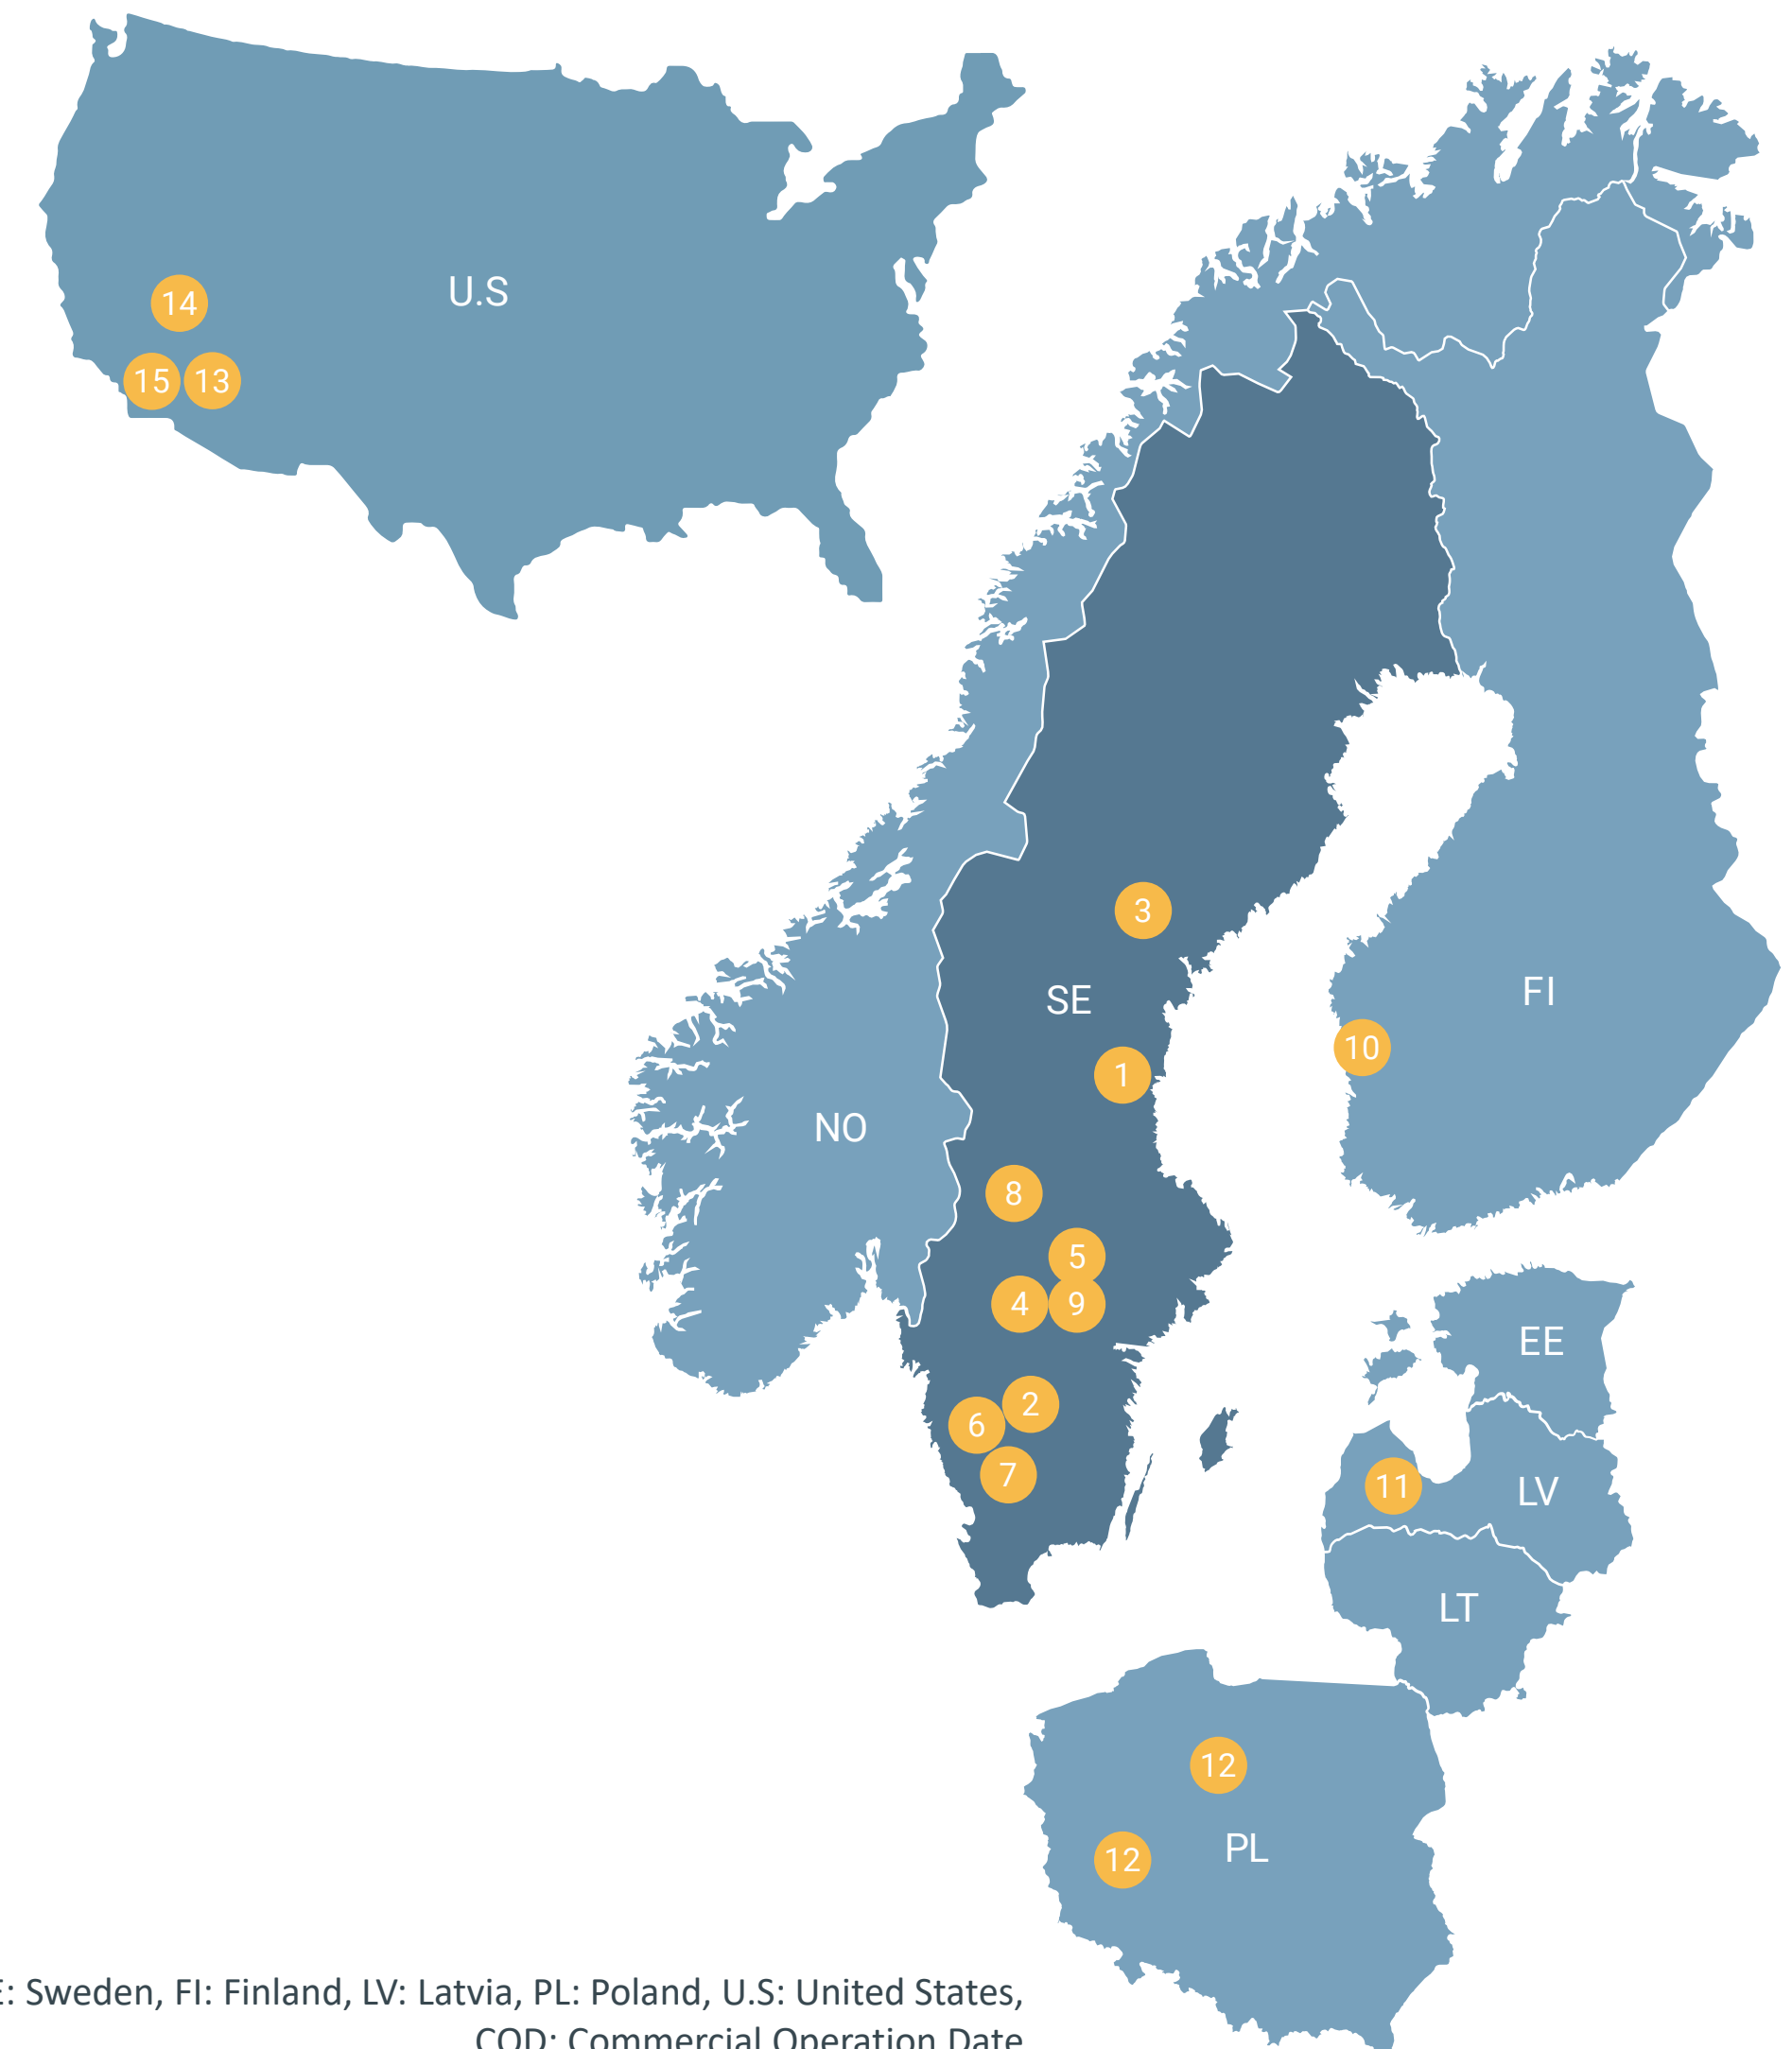 U.S
14
15 13
3
SE
FI
10
1
NO
8
5
4 9
EE
2
6
7
11
LV
LT
12
12
PL
: Sweden, FI: Finland, LV: Latvia, PL: Poland, U.S: United States,
COD: Commercial Operation Date